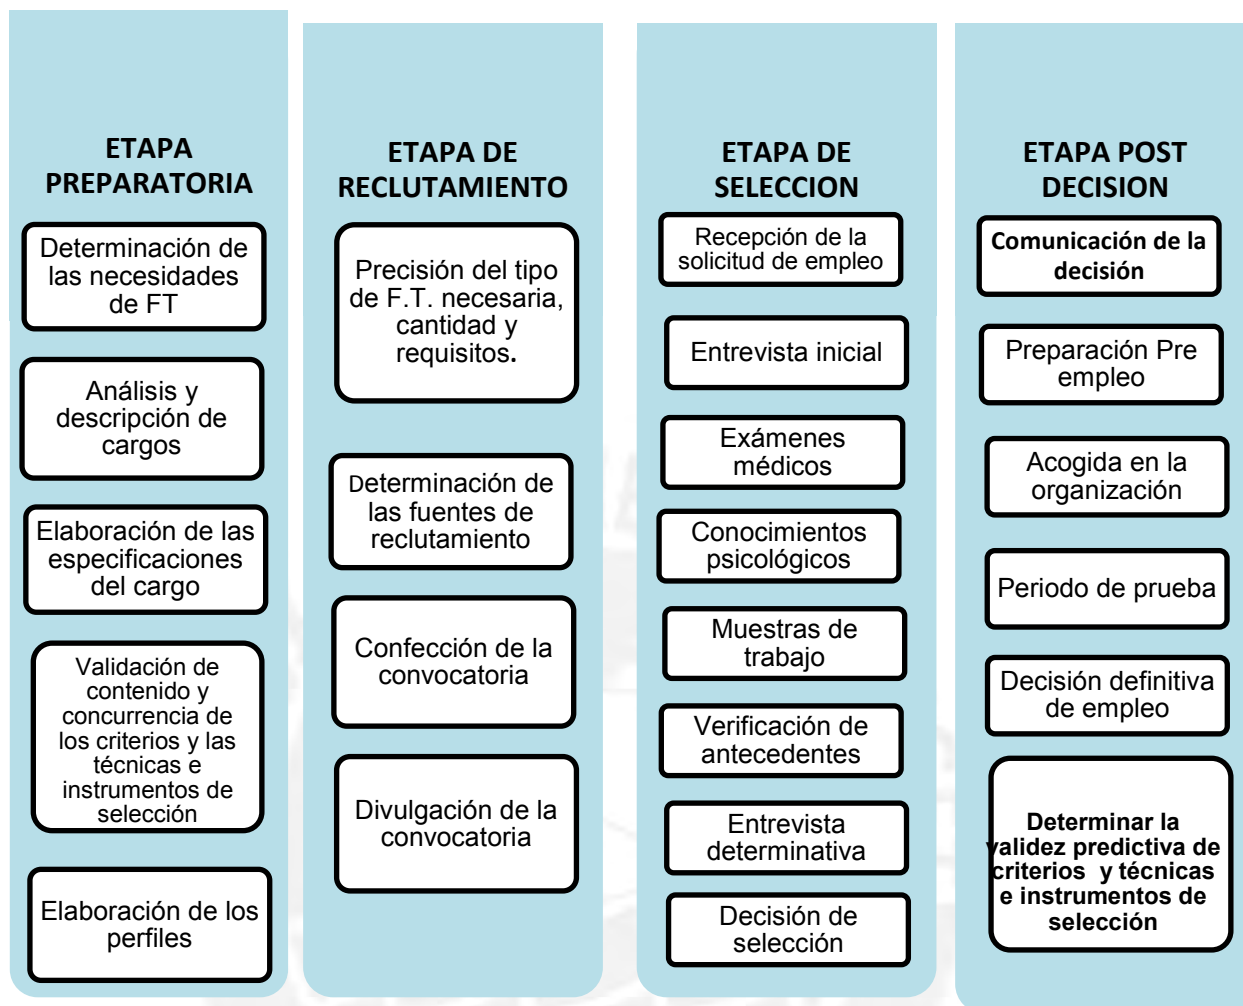 ETAPA
PREPARATORIA
Determinación de
las necesidades
de FT
Análisis y
descripción de
cargos
Elaboración de las
especificaciones
del cargo
Validación de
contenido y
concurrencia de
los criterios y las
técnicas e
instrumentos de
selección
Elaboración de los
perfiles
ETAPA DE
RECLUTAMIENTO
Precisión del tipo
de F.T. necesaria,
cantidad y
requisitos.
Determinación de
las fuentes de
reclutamiento
Confección de la
convocatoria
Divulgación de la
convocatoria
ETAPA DE
SELECCION
Recepción de la
solicitud de empleo
Entrevista inicial
Exámenes
médicos
Conocimientos
psicológicos
Muestras de
trabajo
Verificación de
antecedentes
Entrevista
determinativa
Decisión de
selección
ETAPA POST
DECISION
Comunicación de la
decisión
Preparación Pre
empleo
Acogida en la
organización
Periodo de prueba
Decisión definitiva
de empleo
Determinar la
validez predictiva de
criterios y técnicas
e instrumentos de
selección